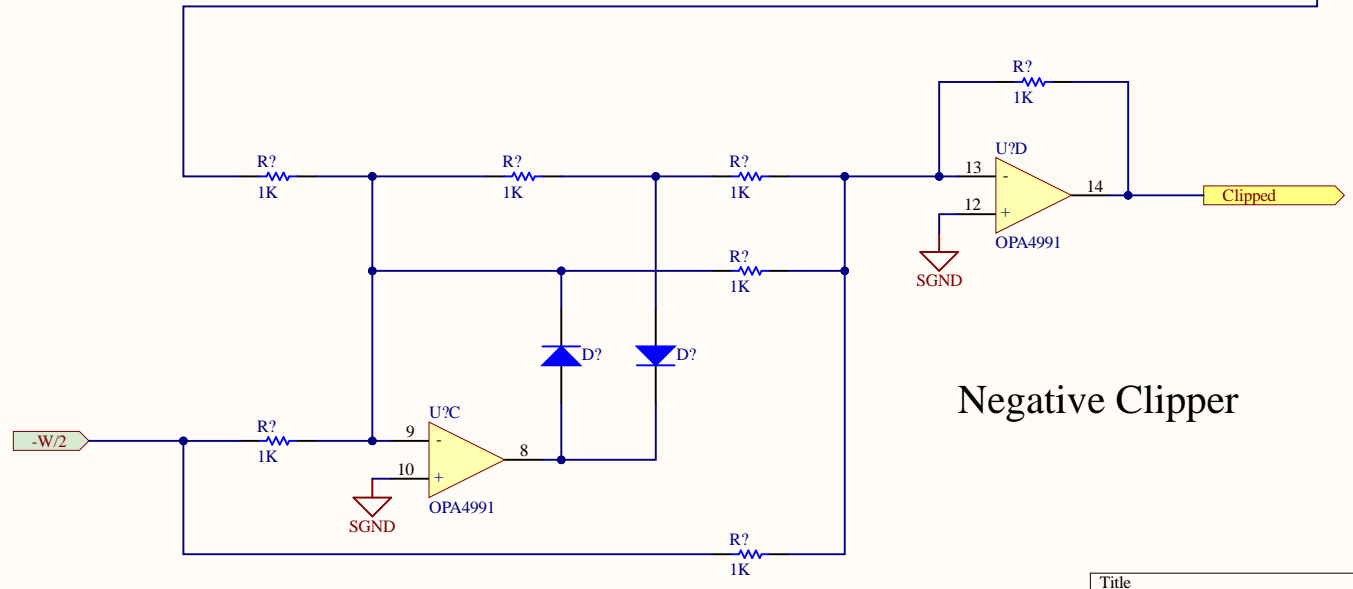 R?
1K
R?
1K
R?
1K
R?
1K
U?D
13
-
12
+
14
OPA4991
SGND
Clipped
R?
1K
D?
D?
Negative Clipper
-W/2
R?
1K
U?C
9
-
10
+
8
OPA4991
SGND
R?
1K
Title